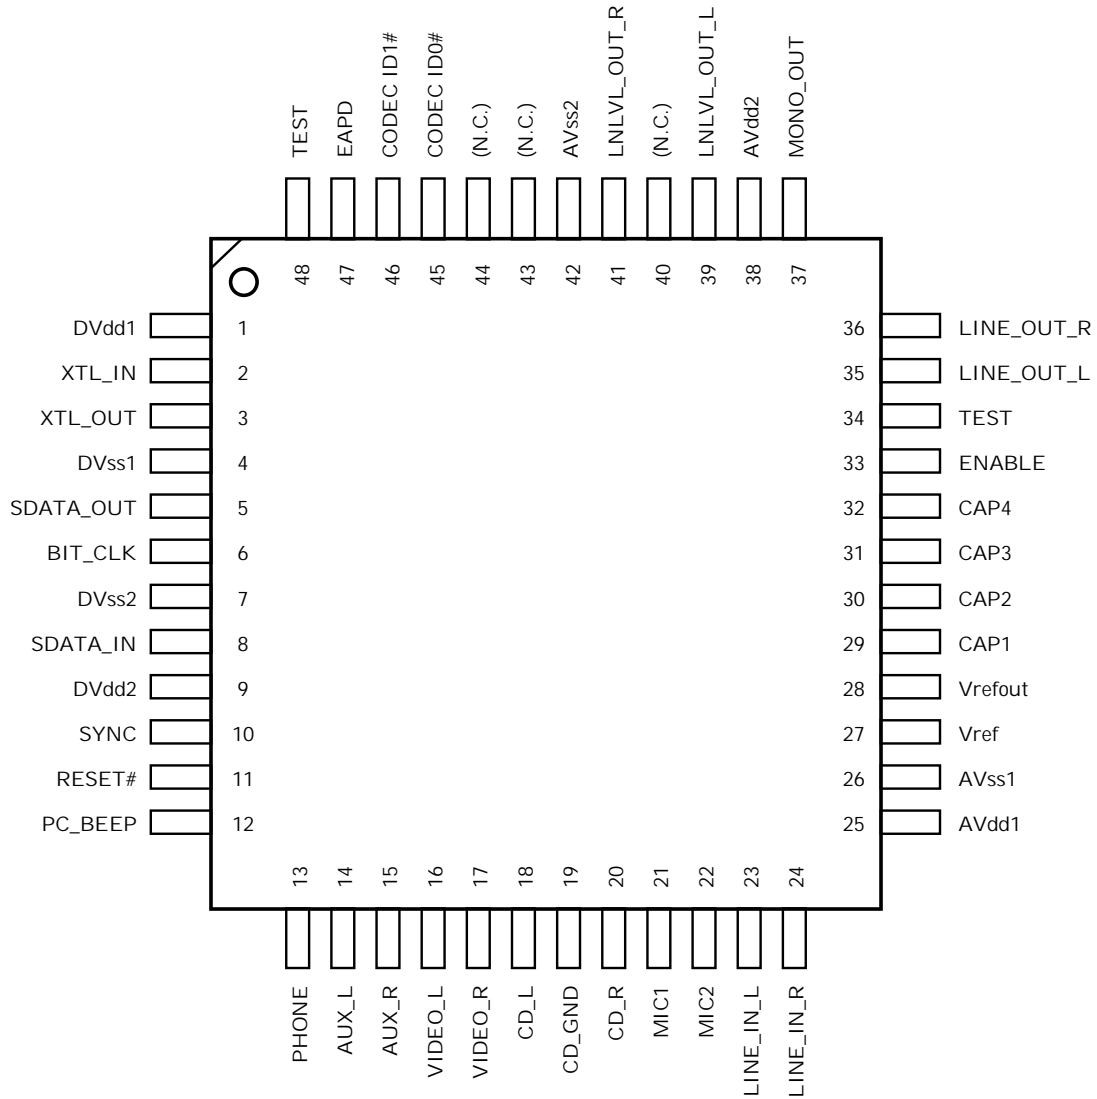 TEST
EAPD
CODEC ID1#
CODEC ID0#
(N.C.)
(N.C.)
AVss2
LNLVL_OUT_R
(N.C.)
LNLVL_OUT_L
AVdd2
MONO_OUT
48 47 46 45 44 43 42 41 40 39 38 37
DVdd1 1 36 LINE_OUT_R
XTL_IN 2 35 LINE_OUT_L
XTL_OUT 3 34 TEST
DVss1 4 33 ENABLE
SDATA_OUT 5 32 CAP4
BIT_CLK 6 31 CAP3
DVss2 7 30 CAP2
SDATA_IN 8 29 CAP1
DVdd2 9 28 Vrefout
SYNC 10 27 Vref
RESET# 11 26 AVss1
PC_BEEP 12 25 AVdd1
13 14 15 16 17 18 19 20 21 22 23 24
PHONE
AUX_L
AUX_R
VIDEO_L
VIDEO_R
CD_L
CD_GND
CD_R
MIC1
MIC2
LINE_IN_L
LINE_IN_R